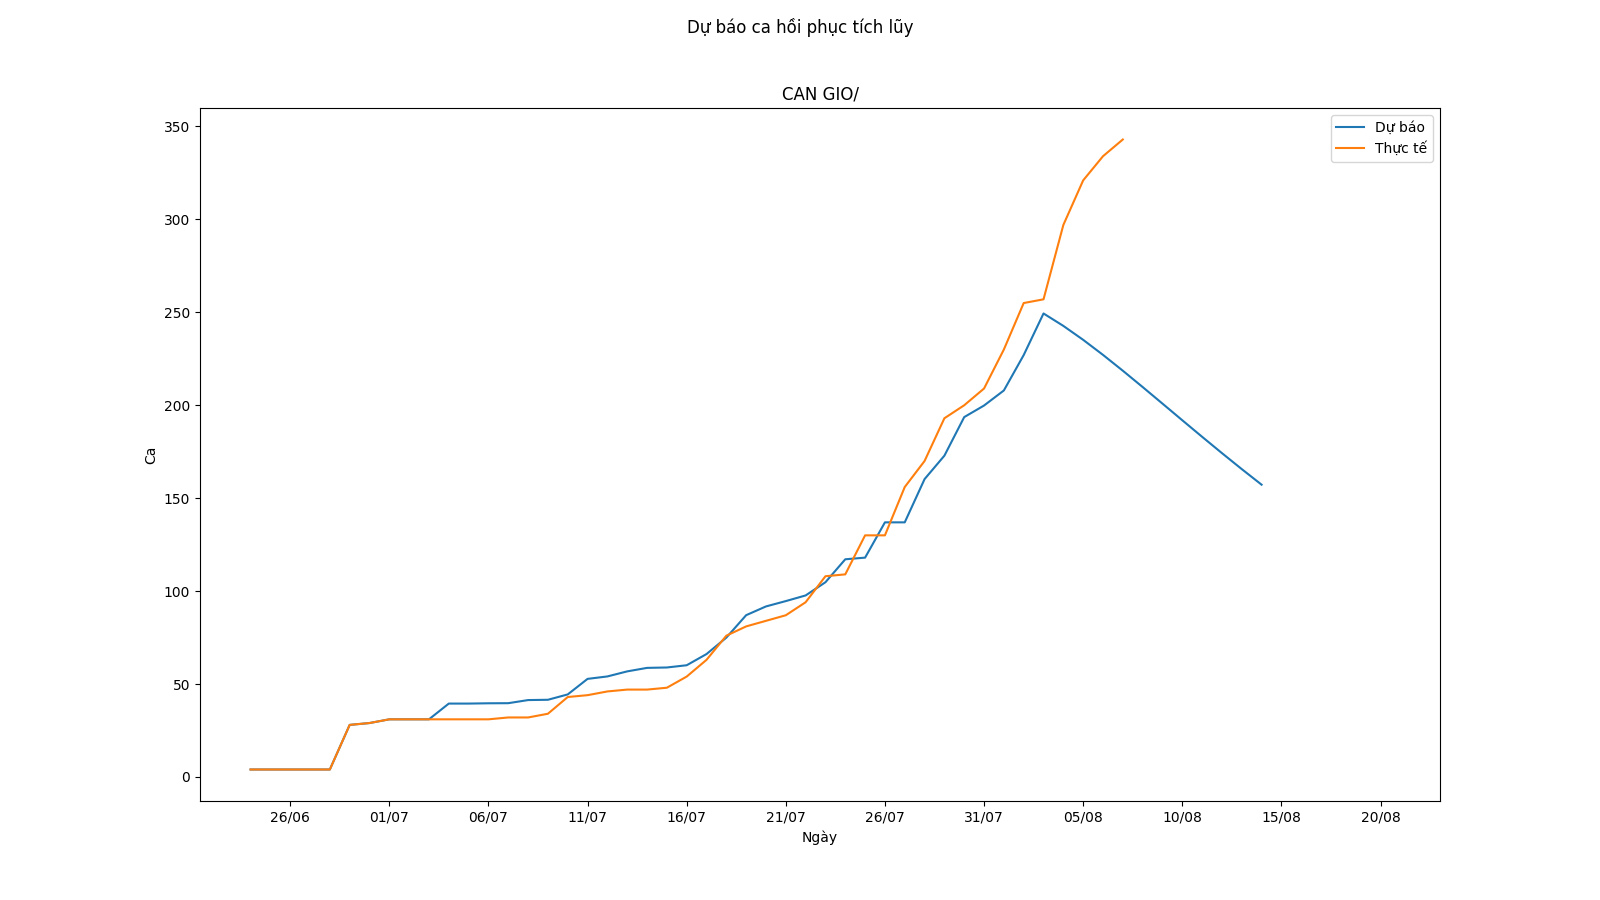 Dự báo ca hồi phục tích lũy
CAN GIO/
Dự báo
Thực tế
350
300
250
200
150
100
50
0
Ca
26/06 01/07 06/07 11/07 16/07 21/07 26/07 31/07 05/08 10/08 15/08 20/08
Ngày